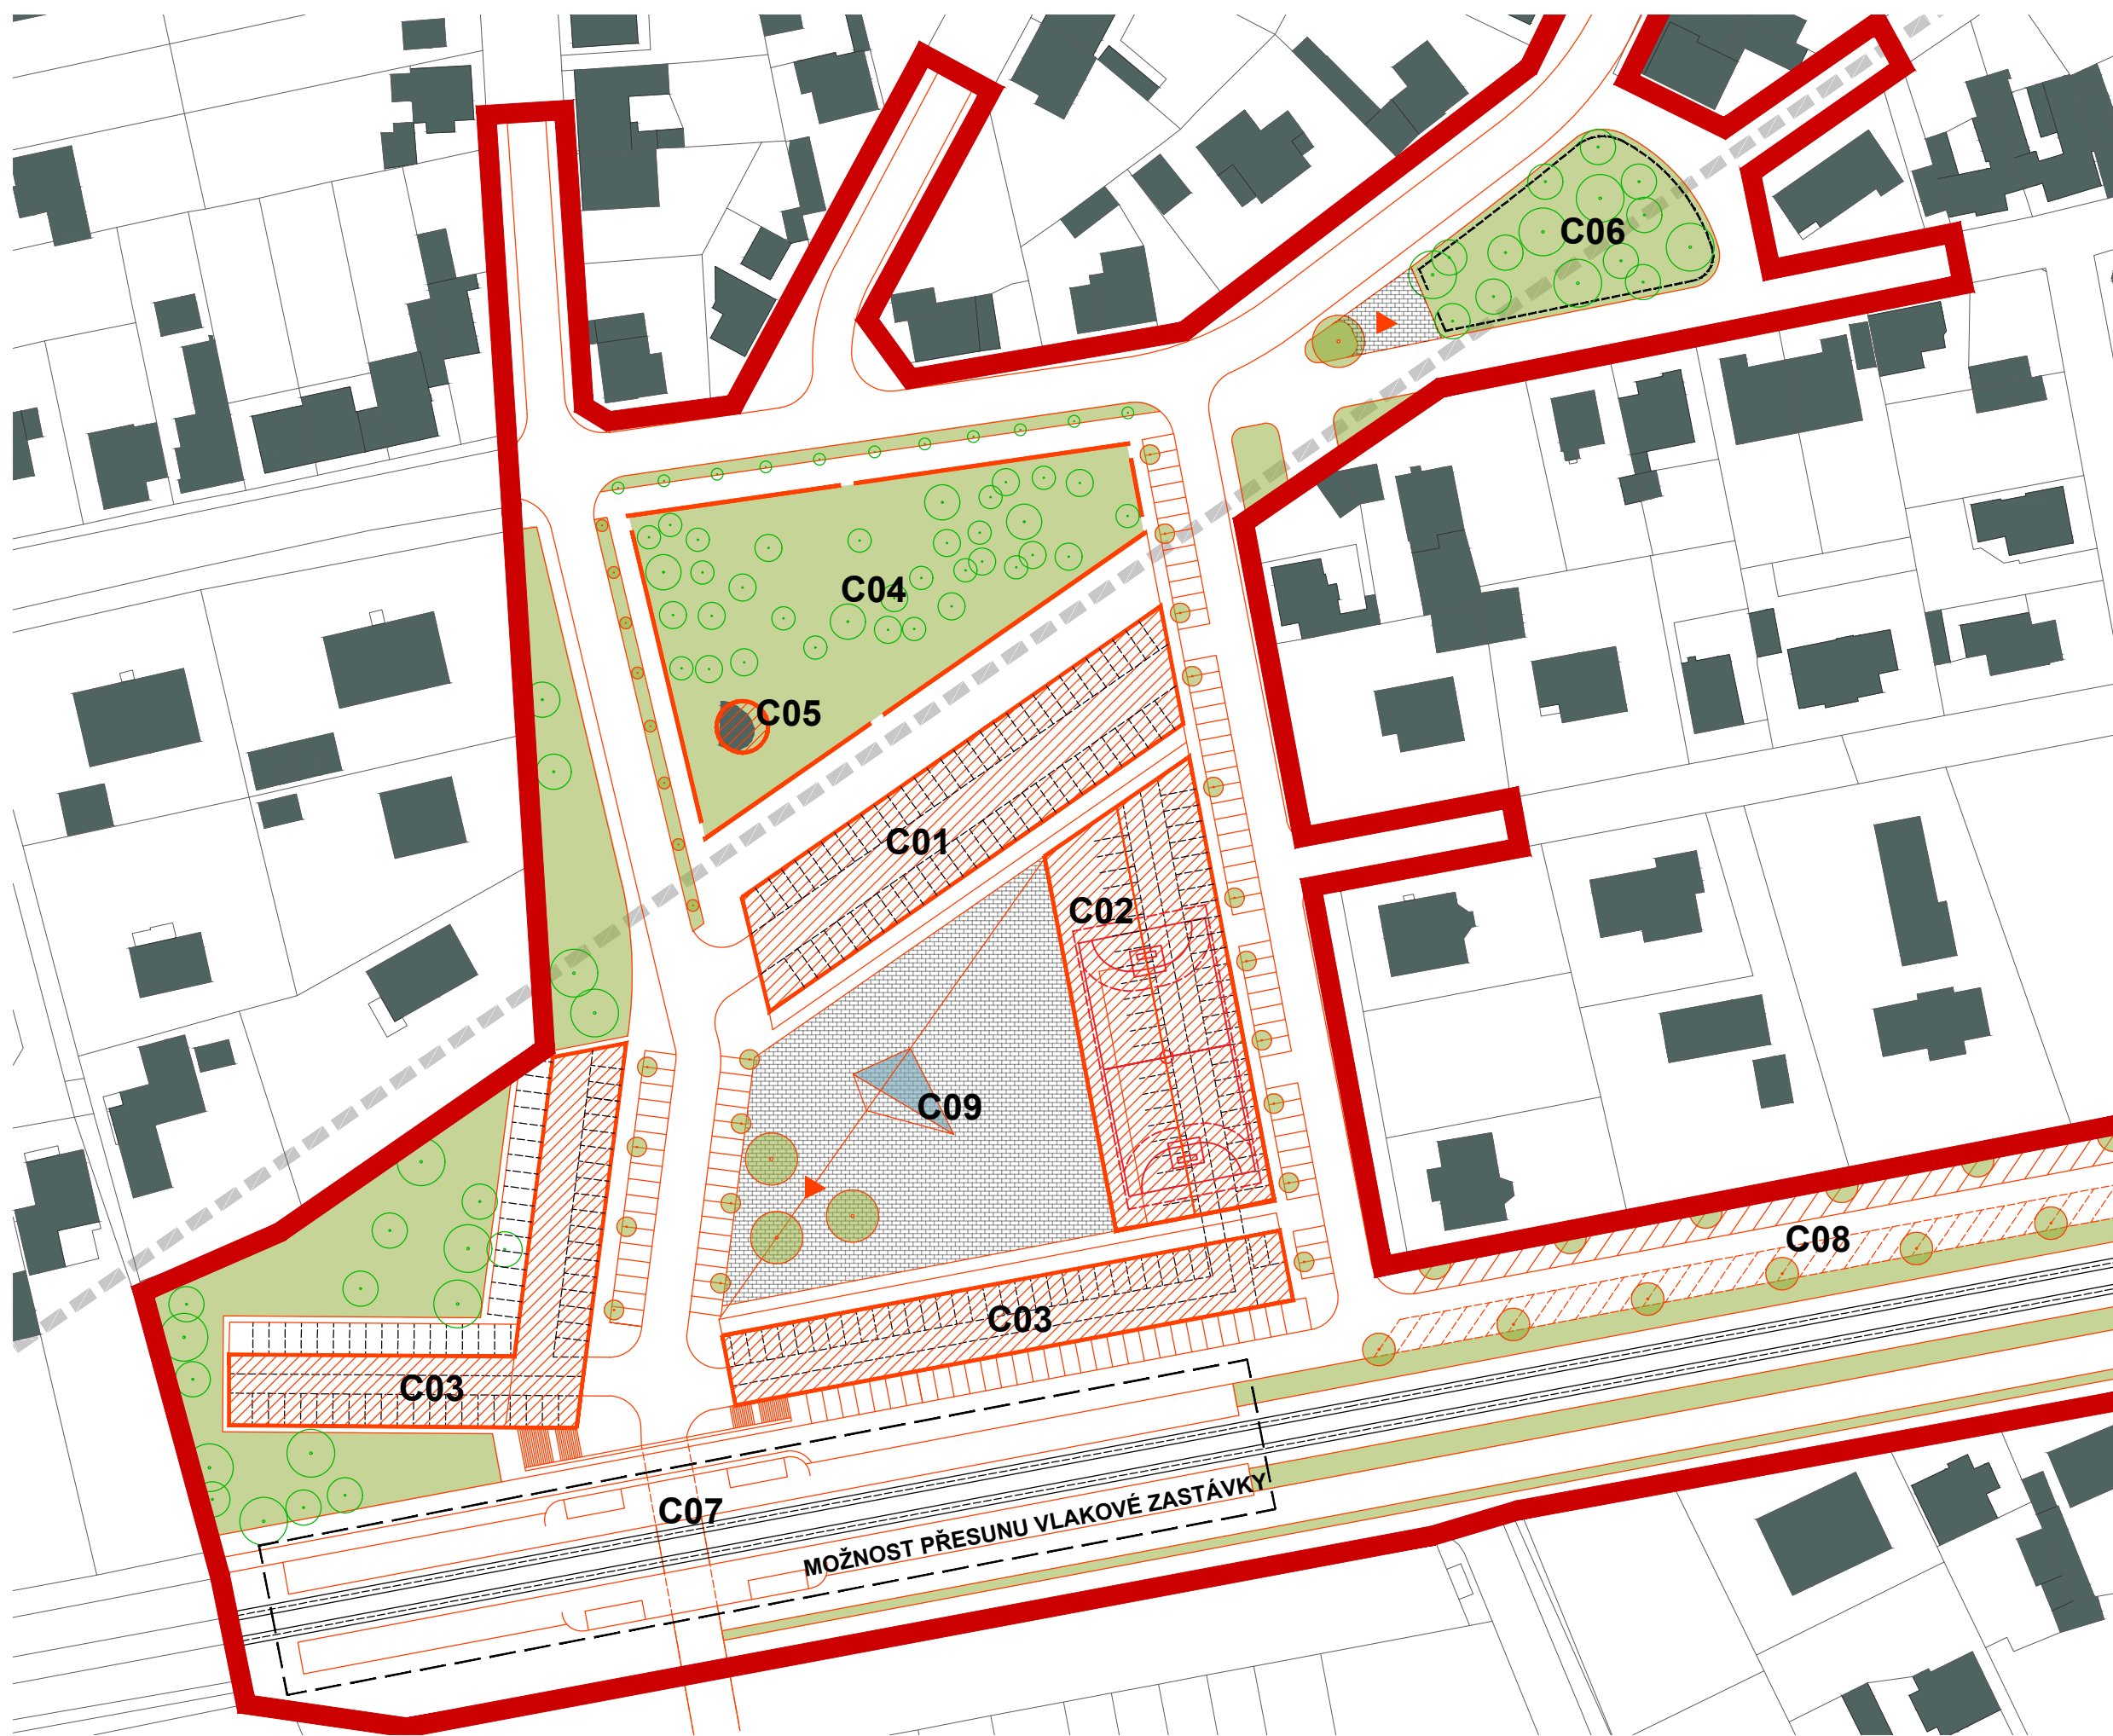 C06
C04
C05
C01
C02
C09
C08
C03
C03
C07
MOŽNOST PŘESUNU VLAKOVÉ ZASTÁVKY